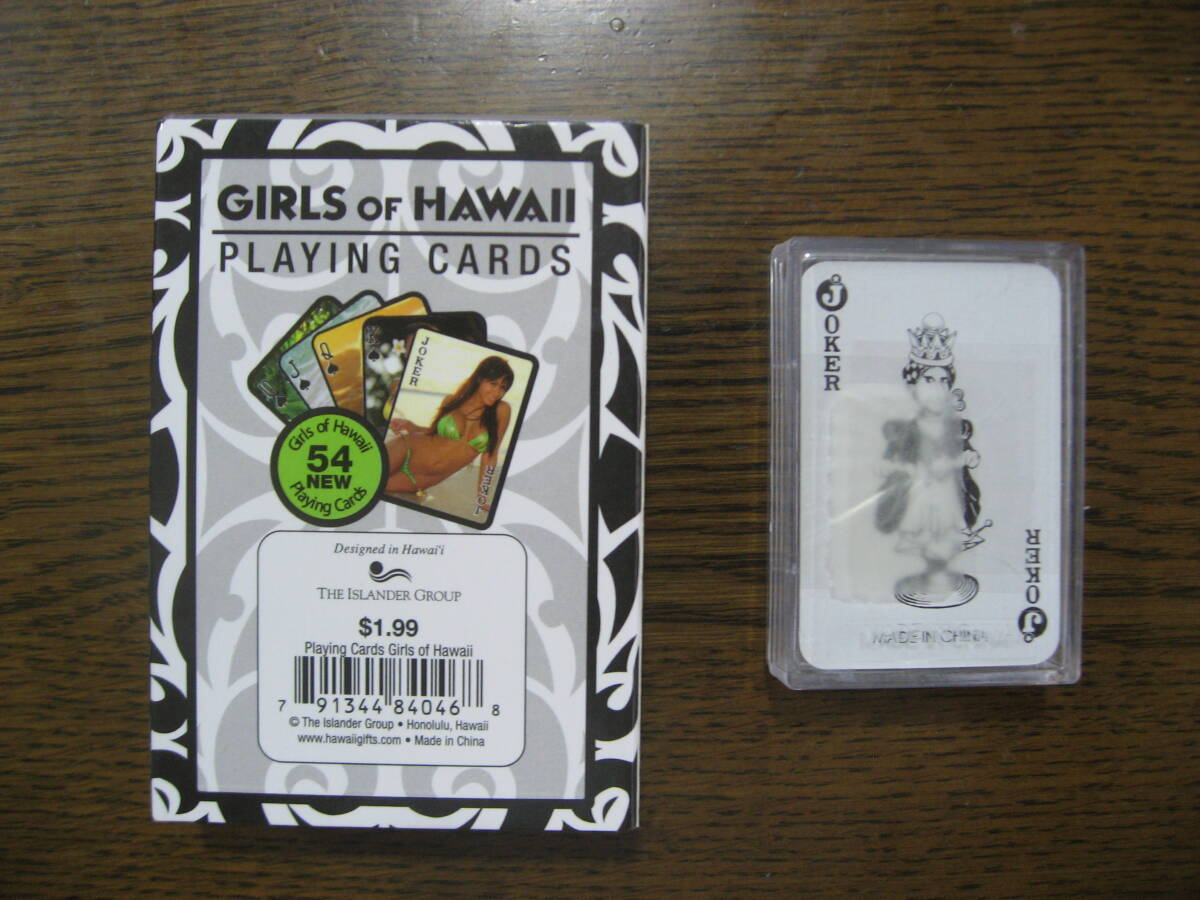 GIRLS OF HAWAII
PLAYING CARDS
J
Q
K
JOKER
JOKER
Girls of Hawaii
54
NEW
Playing Cards
Designed in Hawai'i
THE ISLANDER GROUP
$1.99
Playing Cards Girls of Hawaii
7 91344 84046 8
© The Islander Group • Honolulu, Hawaii
www.hawaiigifts.com • Made in China
JOKER
MADE IN CHINA
JOKER